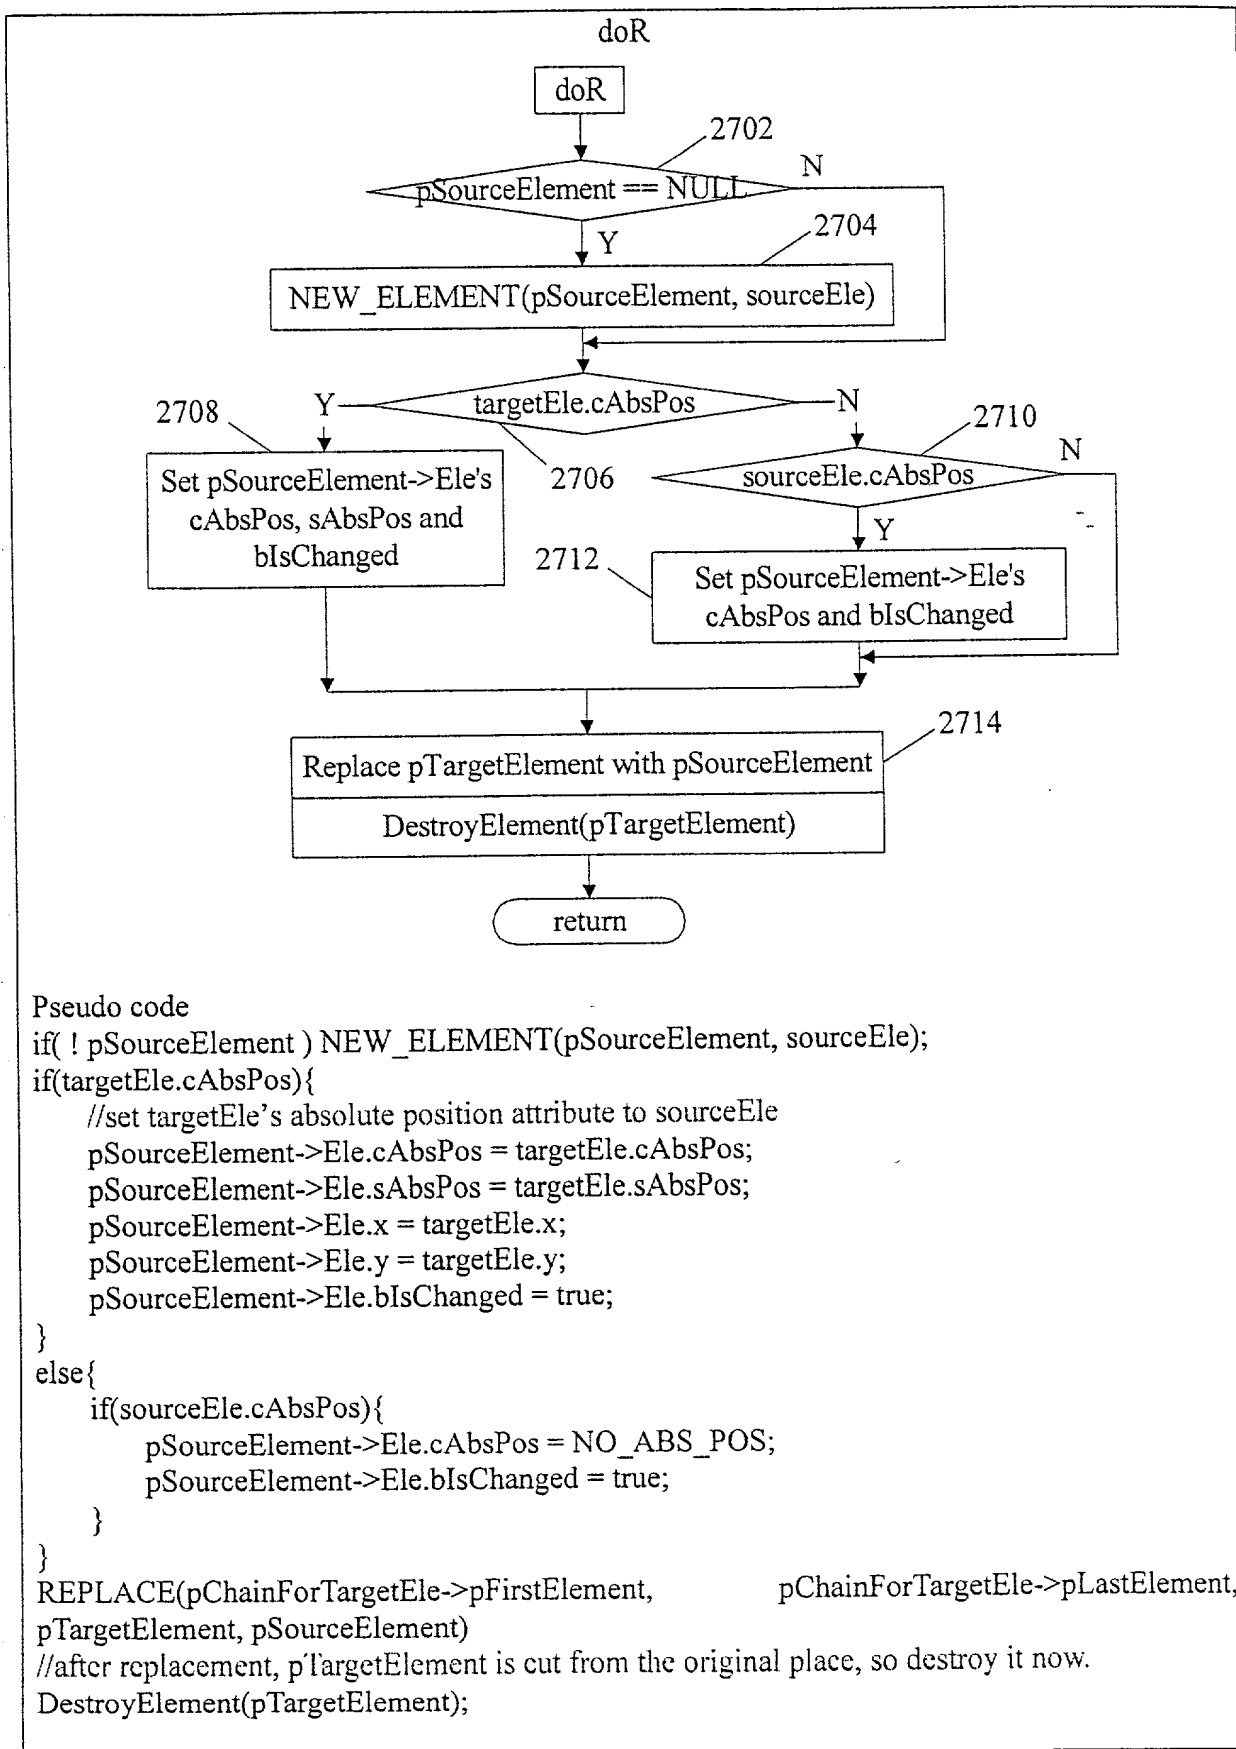 doR
doR
2702
pSourceElement == NULL
N
Y
2704
NEW_ELEMENT(pSourceElement, sourceEle)
2708
Y
targetEle.cAbsPos
N
2710
Set pSourceElement->Ele's
cAbsPos, sAbsPos and
bIsChanged
2706
sourceEle.cAbsPos
N
Y
2712
Set pSourceElement->Ele's
cAbsPos and bIsChanged
2714
Replace pTargetElement with pSourceElement
DestroyElement(pTargetElement)
return
Pseudo code
if( ! pSourceElement ) NEW_ELEMENT(pSourceElement, sourceEle);
if(targetEle.cAbsPos){
//set targetEle's absolute position attribute to sourceEle
pSourceElement->Ele.cAbsPos = targetEle.cAbsPos;
pSourceElement->Ele.sAbsPos = targetEle.sAbsPos;
pSourceElement->Ele.x = targetEle.x;
pSourceElement->Ele.y = targetEle.y;
pSourceElement->Ele.bIsChanged = true;
}
else{
if(sourceEle.cAbsPos){
pSourceElement->Ele.cAbsPos = NO_ABS_POS;
pSourceElement->Ele.bIsChanged = true;
}
}
REPLACE(pChainForTargetEle->pFirstElement, pChainForTargetEle->pLastElement,
pTargetElement, pSourceElement)
//after replacement, pTargetElement is cut from the original place, so destroy it now.
DestroyElement(pTargetElement);